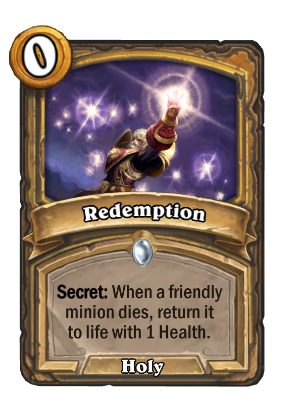 0
Redemption
Secret: When a friendly
minion dies, return it
to life with 1 Health.
Holy